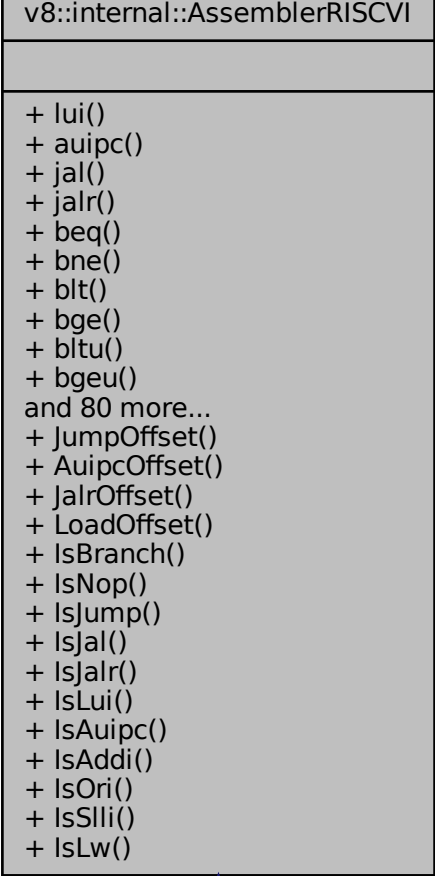 v8::internal::AssemblerRISCVI
+ lui()
+ auipc()
+ jal()
+ jalr()
+ beq()
+ bne()
+ blt()
+ bge()
+ bltu()
+ bgeu()
and 80 more...
+ JumpOffset()
+ AuipcOffset()
+ JalrOffset()
+ LoadOffset()
+ IsBranch()
+ IsNop()
+ IsJump()
+ IsJal()
+ IsJalr()
+ IsLui()
+ IsAuipc()
+ IsAddi()
+ IsOri()
+ IsSlli()
+ IsLw()